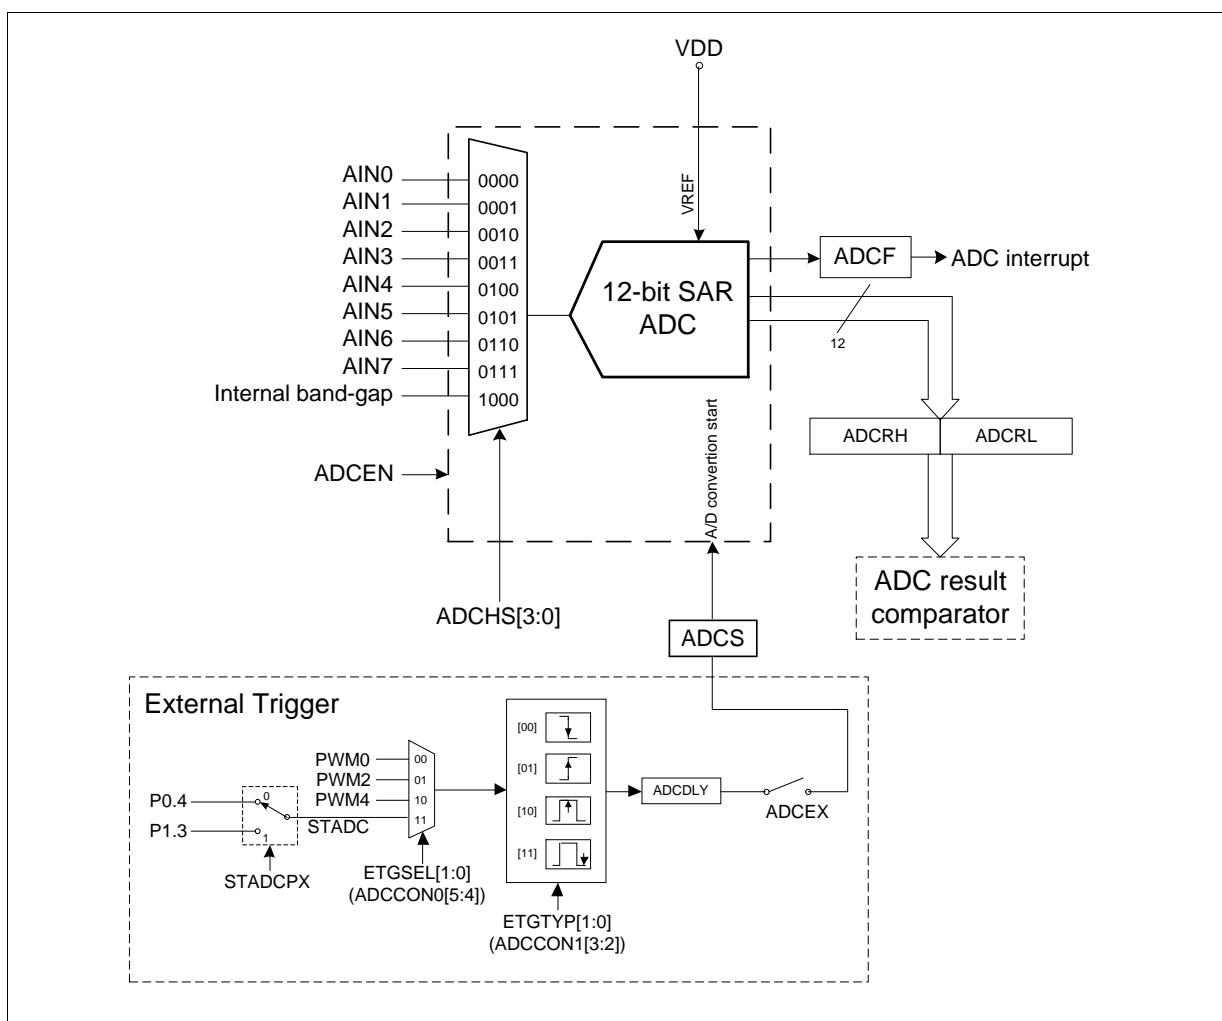 VDD
VREF
AIN0
AIN1
AIN2
AIN3
AIN4
AIN5
AIN6
AIN7
Internal band-gap
0000
0001
0010
0011
0100
0101
0110
0111
1000
ADCEN
ADCHS[3:0]
12-bit SAR
ADC
A/D convertion start
ADCF
ADC interrupt
12
ADCRH
ADCRL
ADC result
comparator
ADCS
External Trigger
P0.4
P1.3
0
1
STADCPX
PWM0
PWM2
PWM4
STADC
00
01
10
11
ETGSEL[1:0]
(ADCCON0[5:4])
[00]
[01]
[10]
[11]
ETGTYP[1:0]
(ADCCON1[3:2])
ADCDLY
ADCEX